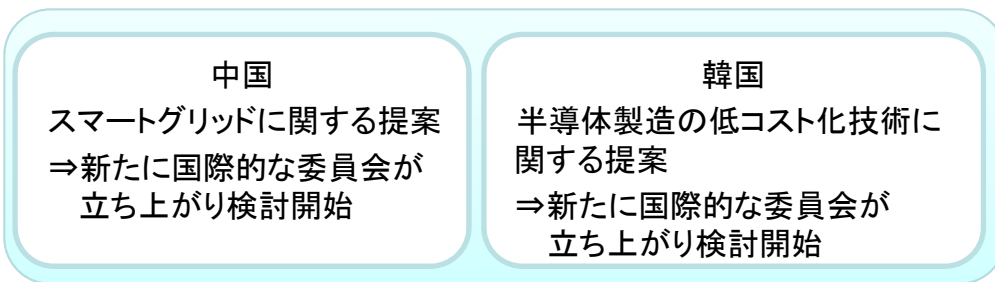 中国
スマートグリッドに関する提案
⇒新たに国際的な委員会が
立ち上がり検討開始
韓国
半導体製造の低コスト化技術に
関する提案
⇒新たに国際的な委員会が
立ち上がり検討開始